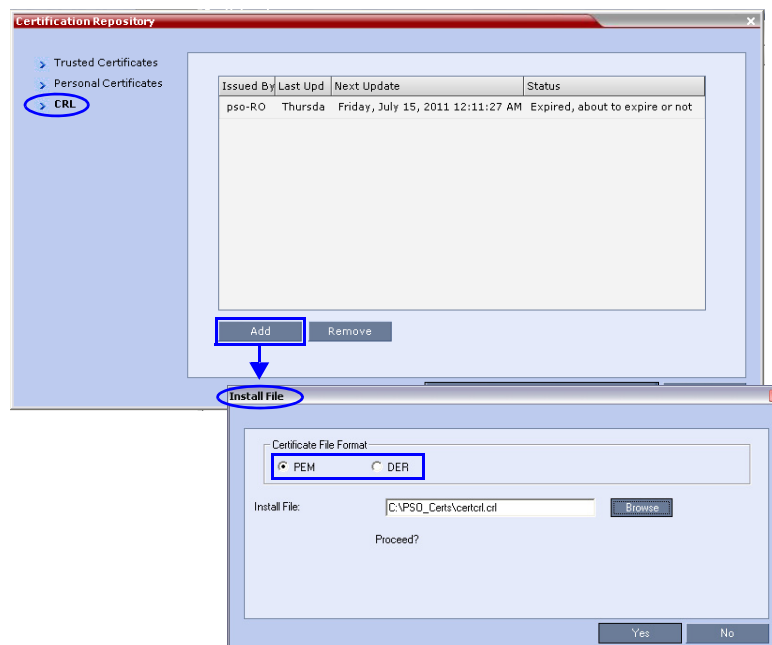 Certification Repository
Trusted Certificates
Personal Certificates
CRL
Issued By Last Upd Next Update Status
pso-RO Thursda Friday, July 15, 2011 12:11:27 AM Expired, about to expire or not
Add Remove
Install File
Certificate File Format
PEM DER
Install File: C:\PSO_Certs\certcrl.crl Browse
Proceed?
Yes No